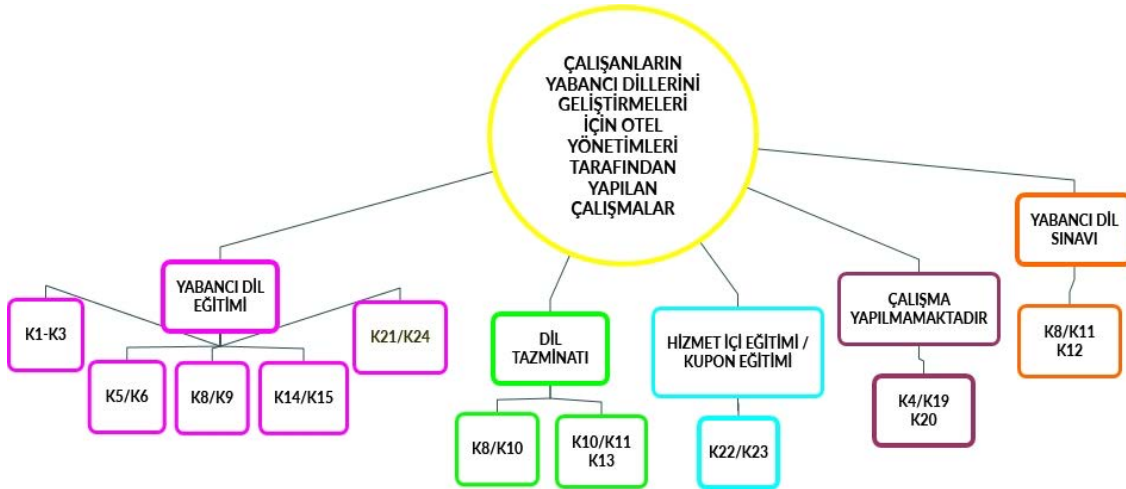 ÇALIŞANLARIN
YABANCI DİLLERİNİ
GELİŞTİRMELERİ
İÇİN OTEL
YÖNETİMLERİ
TARAFINDAN
YAPILAN
ÇALIŞMALAR
YABANCI DİL
EĞİTİMİ
K1-K3
K5/K6
K8/K9
K14/K15
K21/K24
DİL
TAZMİNATI
K8/K10
K10/K11
K13
HİZMET İÇİ EĞİTİMİ /
KUPON EĞİTİMİ
K22/K23
ÇALIŞMA
YAPILMAMAKTADIR
K4/K19
K20
YABANCI DİL
SINAVI
K8/K11
K12